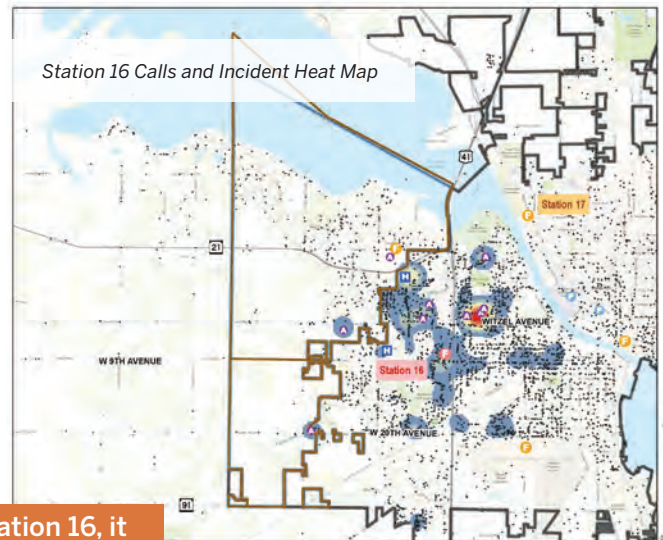 Station 16 Calls and Incident Heat Map
41
Station 17
F
F
A
A
21
H
A
A
A
A
A
WITZEL AVENUE
F
H
F
W 9TH AVENUE
Station 16
A
W 20TH AVENUE
F
91
ation 16, it